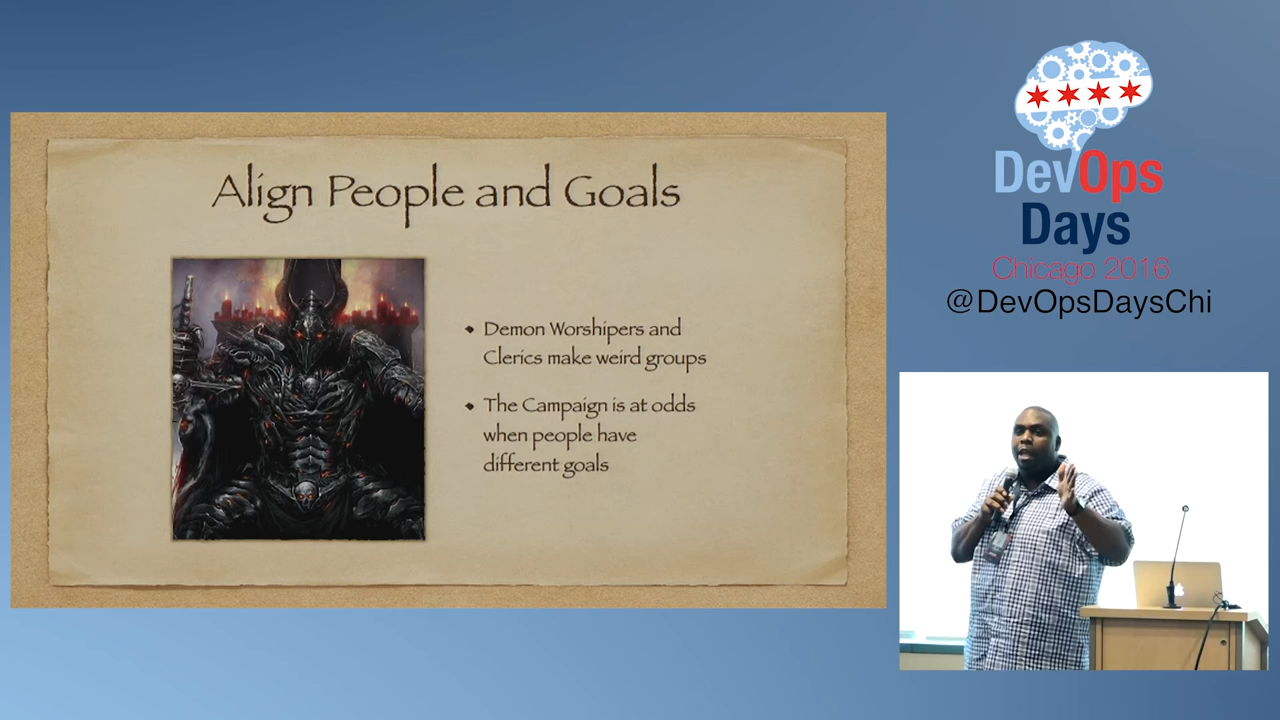 Align People and Goals
Demon Worshipers and
Clerics make weird groups
The Campaign is at odds
when people have
different goals
DevOps
Days
Chicago 2016
@DevOpsDaysChi